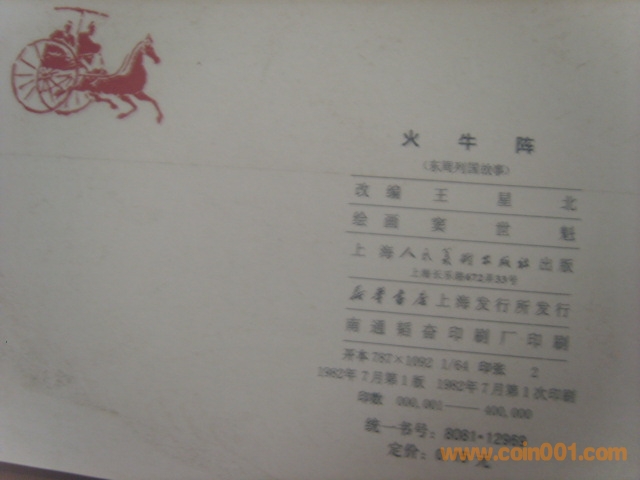 火牛阵
(东周列国故事)
改编 王星北
绘画 窦世魁
上海人民美术出版社出版
上海长乐路672弄33号
新华书店上海发行所发行
南通韬奋印刷厂印刷
开本 787×1092 1/64 印张 2
1982年7月第1版 1982年7月第1次印刷
印数 000,001——400,000
统一书号: 8081·12962
定价: 元
www.coin001.com